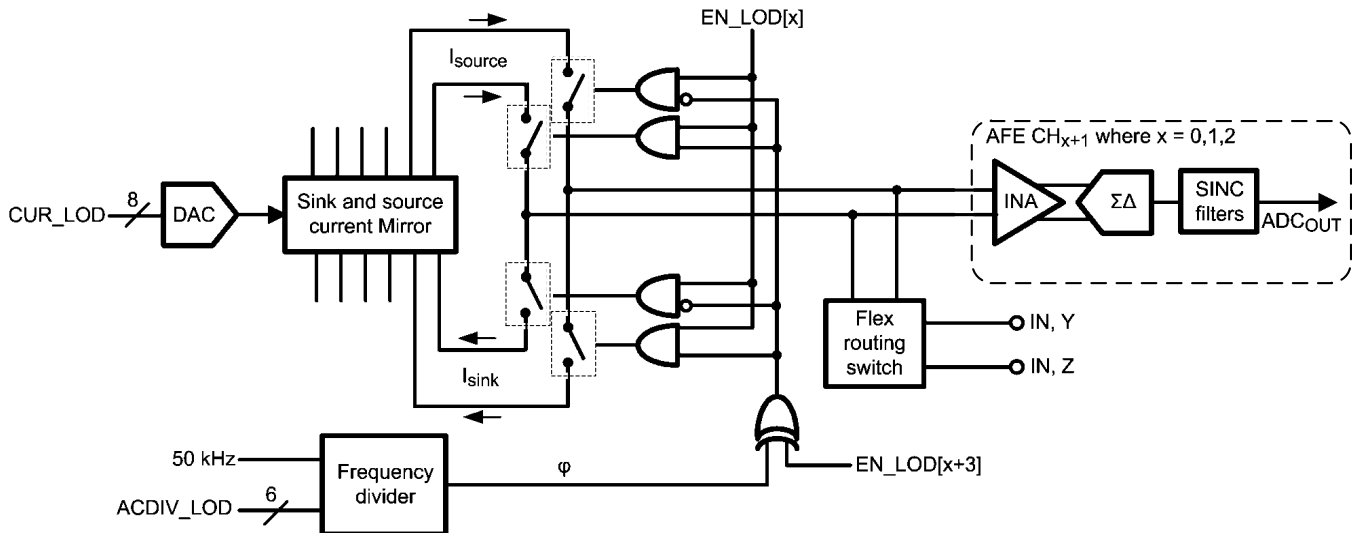 EN_LOD[x]
Isource
AFE CHx+1 where x = 0,1,2
CUR_LOD
8
DAC
Sink and source
current Mirror
INA
ΣΔ
SINC
filters
ADCOUT
Flex
routing
switch
IN, Y
IN, Z
Isink
50 kHz
ACDIV_LOD
6
Frequency
divider
φ
EN_LOD[x+3]